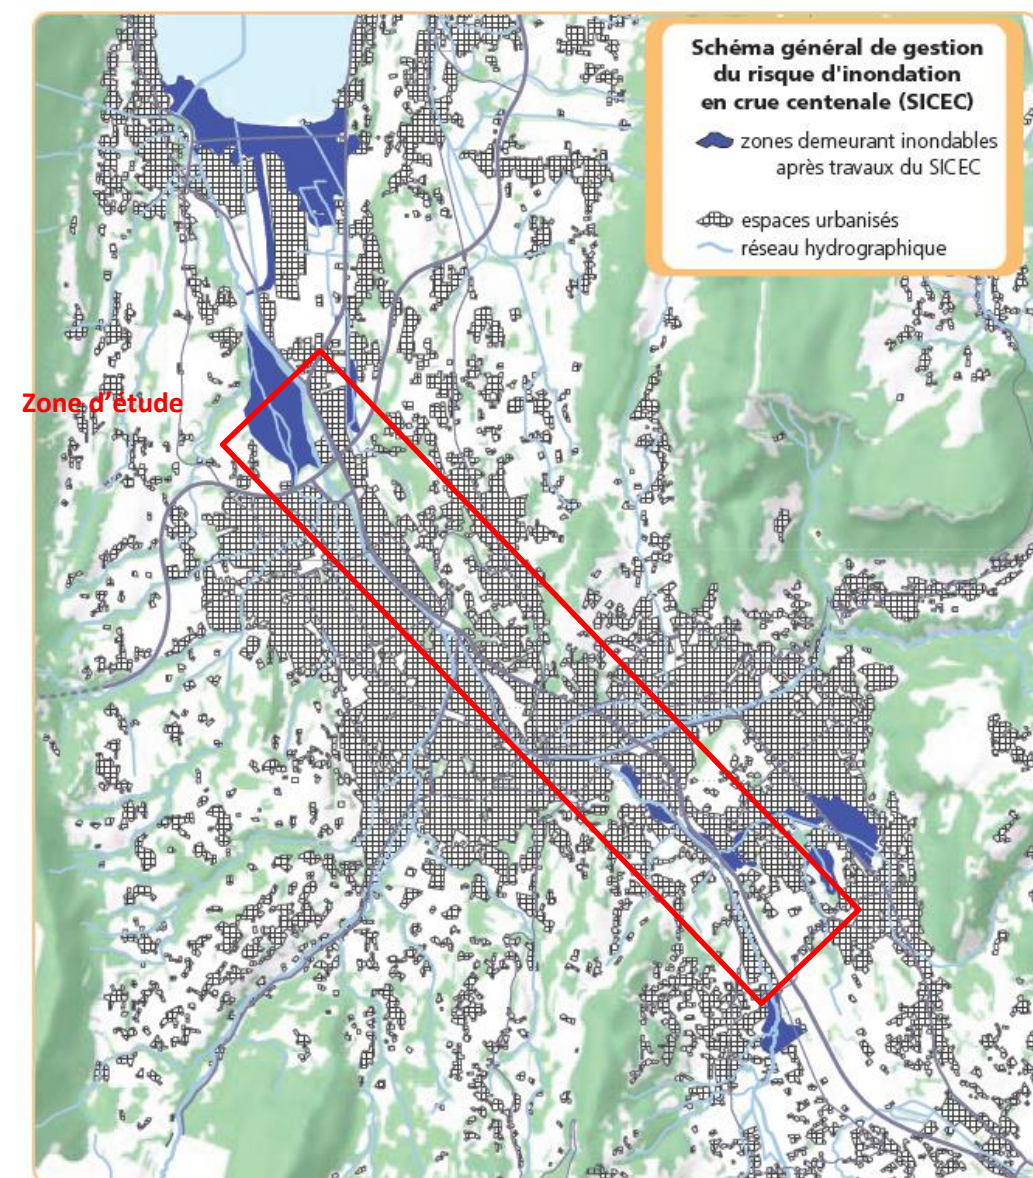 Schéma général de gestion
du risque d'inondation
en crue centenale (SICEC)
zones demeurant inondables
après travaux du SICEC
espaces urbanisés
réseau hydrographique
Zone d'étude